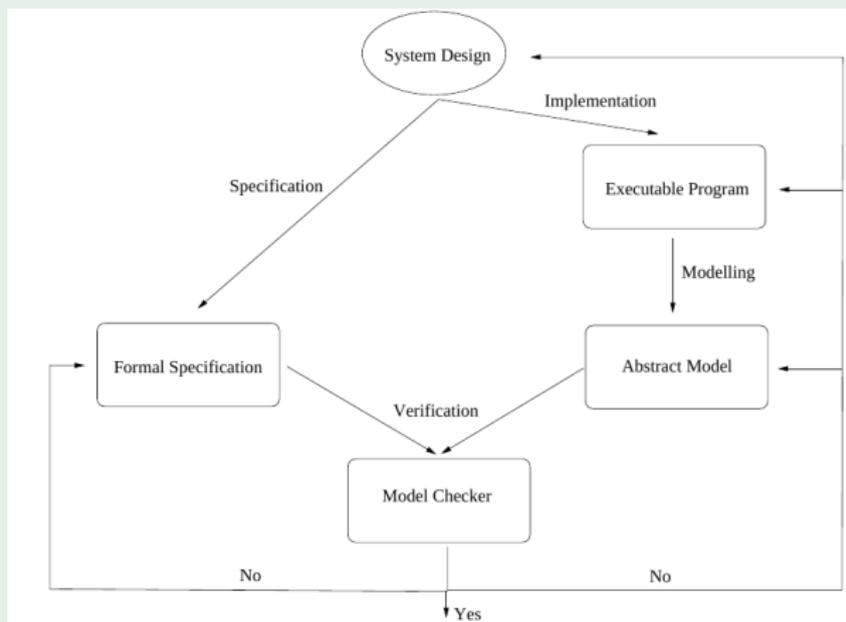 System Design
Implementation
Specification
Executable Program
Modelling
Formal Specification
Abstract Model
Verification
Model Checker
No
No
Yes